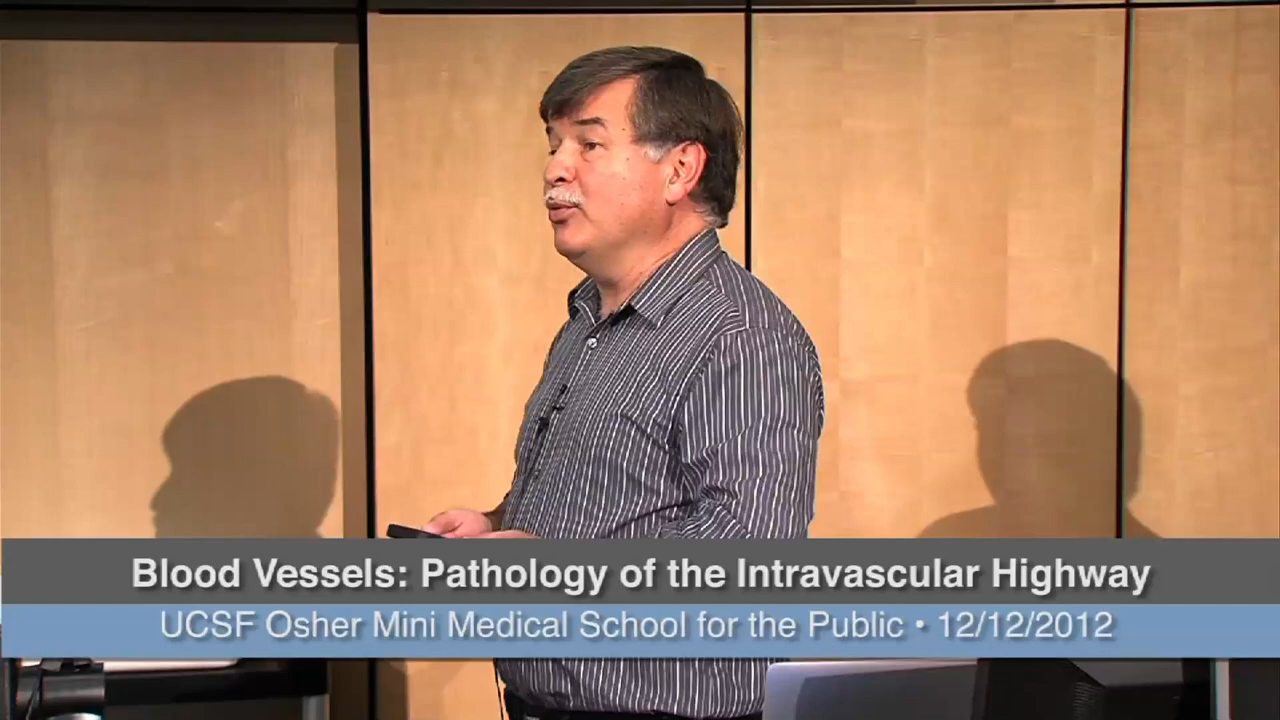 Blood Vessels: Pathology of the Intravascular Highway
UCSF Osher Mini Medical School for the Public • 12/12/2012